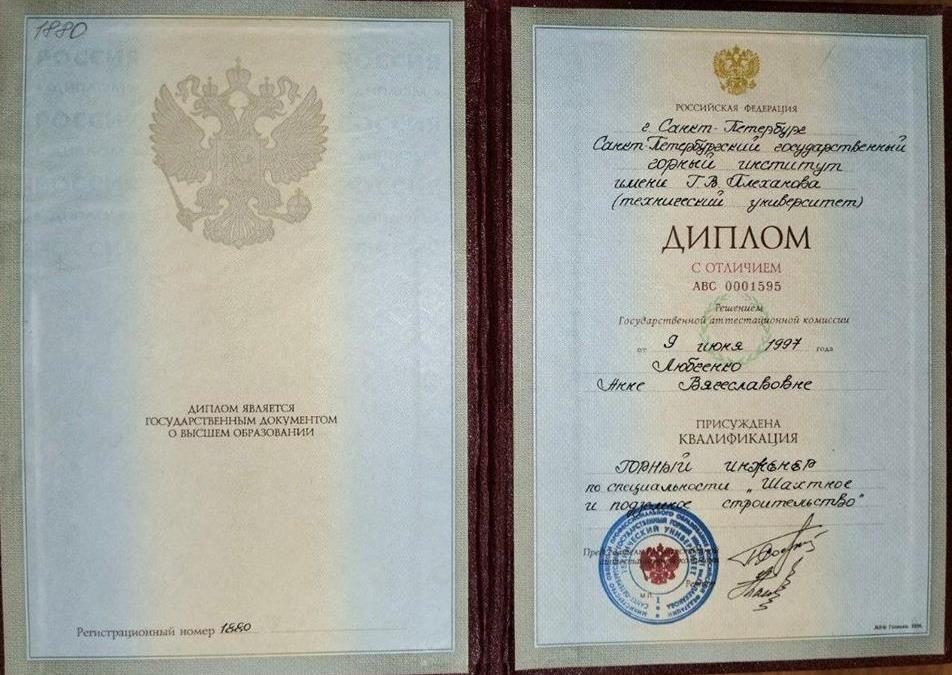 1880
ДИПЛОМ ЯВЛЯЕТСЯ
ГОСУДАРСТВЕННЫМ ДОКУМЕНТОМ
О ВЫСШЕМ ОБРАЗОВАНИИ
Регистрационный номер 1880
РОССИЙСКАЯ ФЕДЕРАЦИЯ
г Санкт-Петербург
Санкт-Петербургский государственный
горный институт
имени Г.В. Плеханова
(технический университет)
ДИПЛОМ
С ОТЛИЧИЕМ
АВС 0001595
Решением
Государственной аттестационной комиссии
от 9 июня 1997 года
Любченко
Анне Вячеславовне
ПРИСУЖДЕНА
КВАЛИФИКАЦИЯ
ГОРНЫЙ ИНЖЕНЕР
по специальности „Шахтное
и подземное строительство"